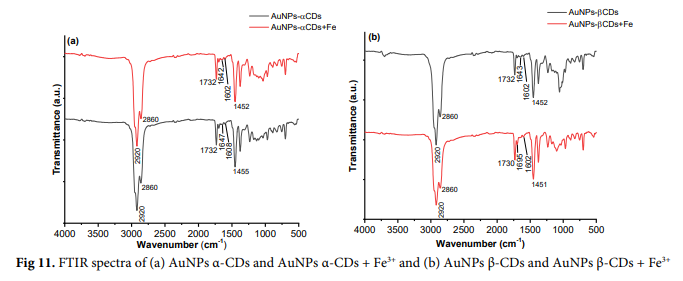 (a)
AuNPs-αCDs
AuNPs-αCDs+Fe
Transmittance (a.u.)
2920
2860
1732
1642
1602
1452
2920
2860
1732
1647
1608
1455
4000 3500 3000 2500 2000 1500 1000 500
Wavenumber (cm-1)
(b)
AuNPs-βCDs
AuNPs-βCDs+Fe
Transmittance (a.u.)
2920
2860
1732
1643
1602
1452
2920
2860
1730
1695
1602
1451
4000 3500 3000 2500 2000 1500 1000 500
Wavenumber (cm-1)
Fig 11. FTIR spectra of (a) AuNPs α-CDs and AuNPs α-CDs + Fe³⁺ and (b) AuNPs β-CDs and AuNPs β-CDs + Fe³⁺